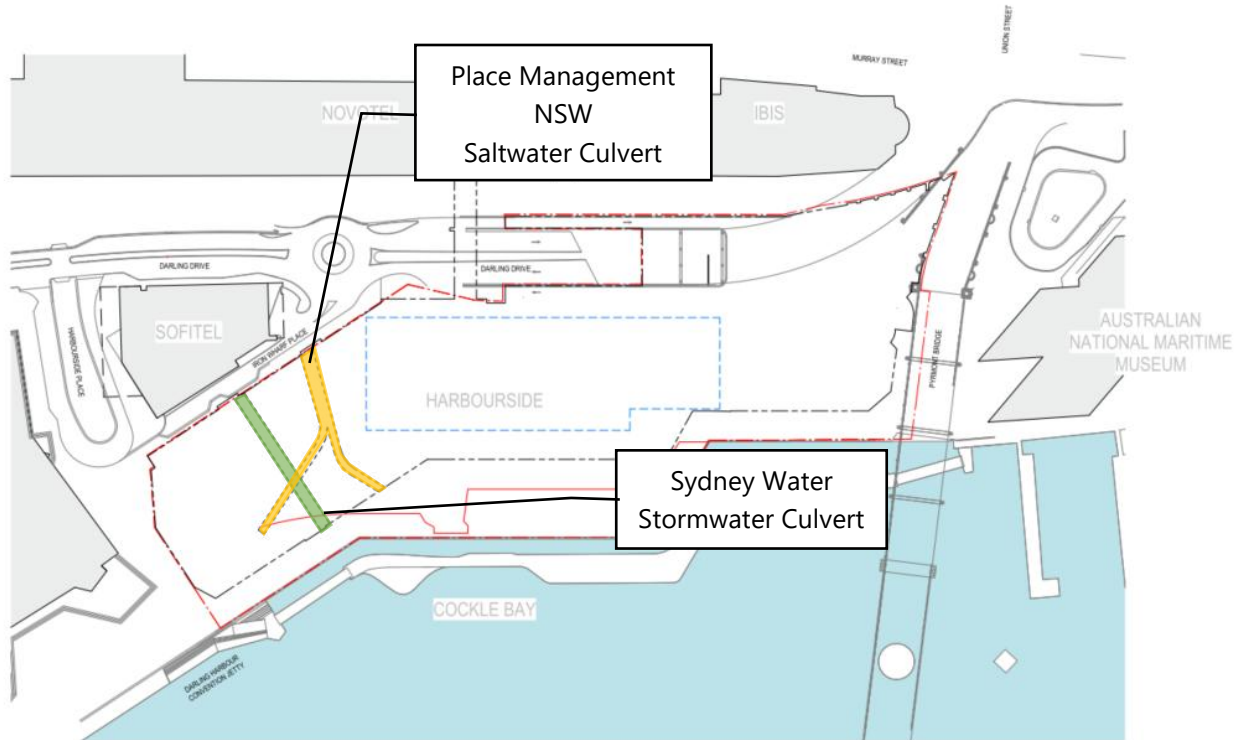 UNION STREET
MURRAY STREET
Place Management
NSW
Saltwater Culvert
NOVOTEL
IBIS
DARLING DRIVE
DARLING DRIVE
HARBOURSIDE PLACE
SOFITEL
IRON WHARF PLACE
HARBOURSIDE
PYRMONT BRIDGE
AUSTRALIAN
NATIONAL MARITIME
MUSEUM
Sydney Water
Stormwater Culvert
COCKLE BAY
DARLING HARBOUR
CONVENTION JETTY